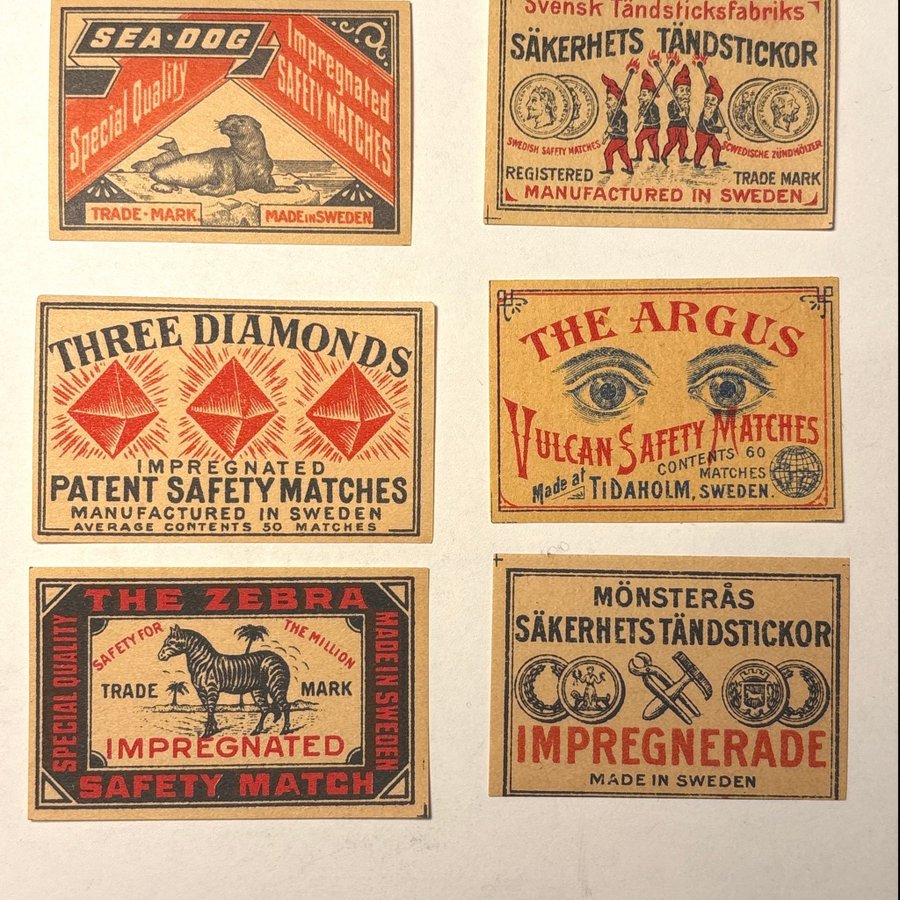 SEA-DOG
Special Quality
Impregnated
SAFETY MATCHES
TRADE-MARK.
MADE IN SWEDEN
Svensk Tändsticksfabriks
SÄKERHETS TÄNDSTICKOR
SWEDISH SAFETY MATCHES
SCWEDISCHE ZÜNDHÖLZER
REGISTERED
TRADE MARK
MANUFACTURED IN SWEDEN
THREE DIAMONDS
IMPREGNATED
PATENT SAFETY MATCHES
MANUFACTURED IN SWEDEN
AVERAGE CONTENTS 50 MATCHES
THE ARGUS
VULCAN SAFETY MATCHES
CONTENTS 60
MATCHES
Made at
TIDAHOLM, SWEDEN.
THE ZEBRA
SPECIAL QUALITY
SAFETY FOR
THE MILLION
TRADE MARK
IMPREGNATED
MADE IN SWEDEN
SAFETY MATCH
MÖNSTERÅS
SÄKERHETS TÄNDSTICKOR
IMPREGNERADE
MADE IN SWEDEN